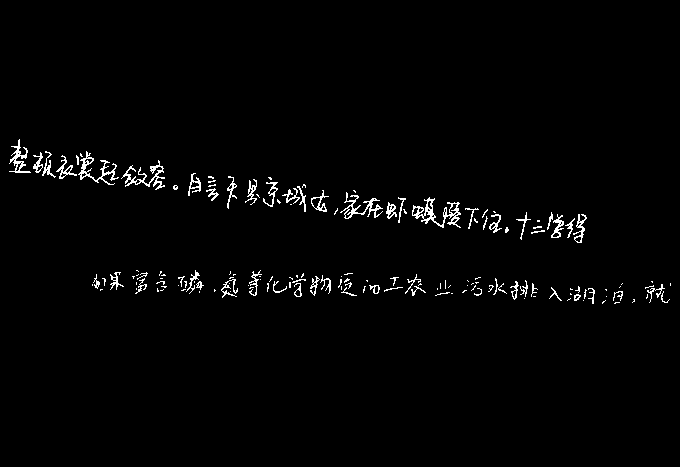 整顿衣裳起敛容。自言不是京城女,家在虾蟆陵下住。十三学得
如果富含磷、氮等化学物质的工农业污水排入湖泊,就